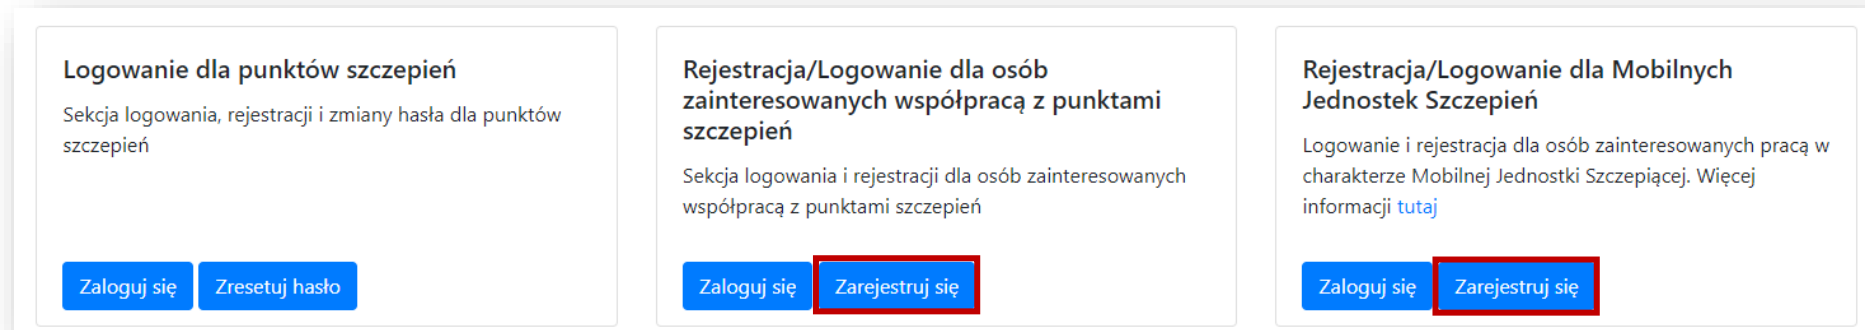 Logowanie dla punktów szczepień
Sekcja logowania, rejestracji i zmiany hasła dla punktów
szczepień
Zaloguj się
Zresetuj hasło
Rejestracja/Logowanie dla osób
zainteresowanych współpracą z punktami
szczepień
Sekcja logowania i rejestracji dla osób zainteresowanych
współpracą z punktami szczepień
Zaloguj się
Zarejestruj się
Rejestracja/Logowanie dla Mobilnych
Jednostek Szczepień
Logowanie i rejestracja dla osób zainteresowanych pracą w
charakterze Mobilnej Jednostki Szczepiącej. Więcej
informacji tutaj
Zaloguj się
Zarejestruj się